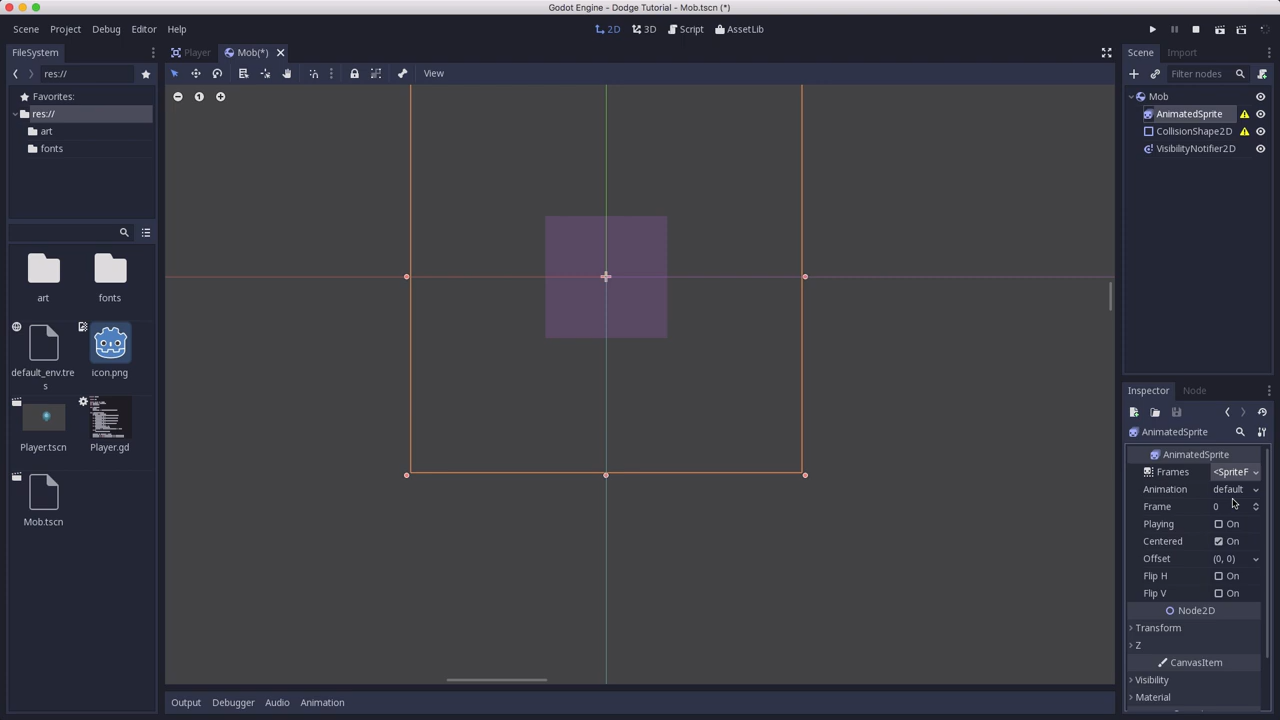 Godot Engine - Dodge Tutorial - Mob.tscn (*)
Scene Project Debug Editor Help
2D 3D Script AssetLib
FileSystem
res://
Favorites:
res://
art
fonts
art fonts
default_env.tre
s
icon.png
Player.tscn Player.gd
Mob.tscn
Player Mob(*)
View
1
Output Debugger Audio Animation
Scene Import
Filter nodes
Mob
AnimatedSprite
CollisionShape2D
VisibilityNotifier2D
Inspector Node
AnimatedSprite
AnimatedSprite
Frames <SpriteF
Animation default
Frame 0
Playing On
Centered On
Offset (0, 0)
Flip H On
Flip V On
Node2D
Transform
Z
CanvasItem
Visibility
Material